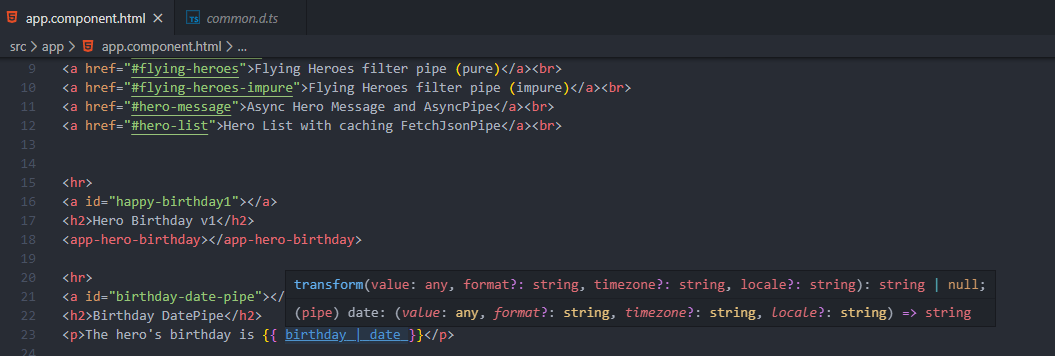 app.component.html
TS common.d.ts
src > app > app.component.html > ...
9 <a href="#flying-heroes">Flying Heroes filter pipe (pure)</a><br>
10 <a href="#flying-heroes-impure">Flying Heroes filter pipe (impure)</a><br>
11 <a href="#hero-message">Async Hero Message and AsyncPipe</a><br>
12 <a href="#hero-list">Hero List with caching FetchJsonPipe</a><br>
13
14
15 <hr>
16 <a id="happy-birthday1"></a>
17 <h2>Hero Birthday v1</h2>
18 <app-hero-birthday></app-hero-birthday>
19
20 <hr>
transform(value: any, format?: string, timezone?: string, locale?: string): string | null;
21 <a id="birthday-date-pipe"></
(pipe) date: (value: any, format?: string, timezone?: string, locale?: string) => string
22 <h2>Birthday DatePipe</h2>
23 <p>The hero's birthday is {{ birthday | date }}</p>
24